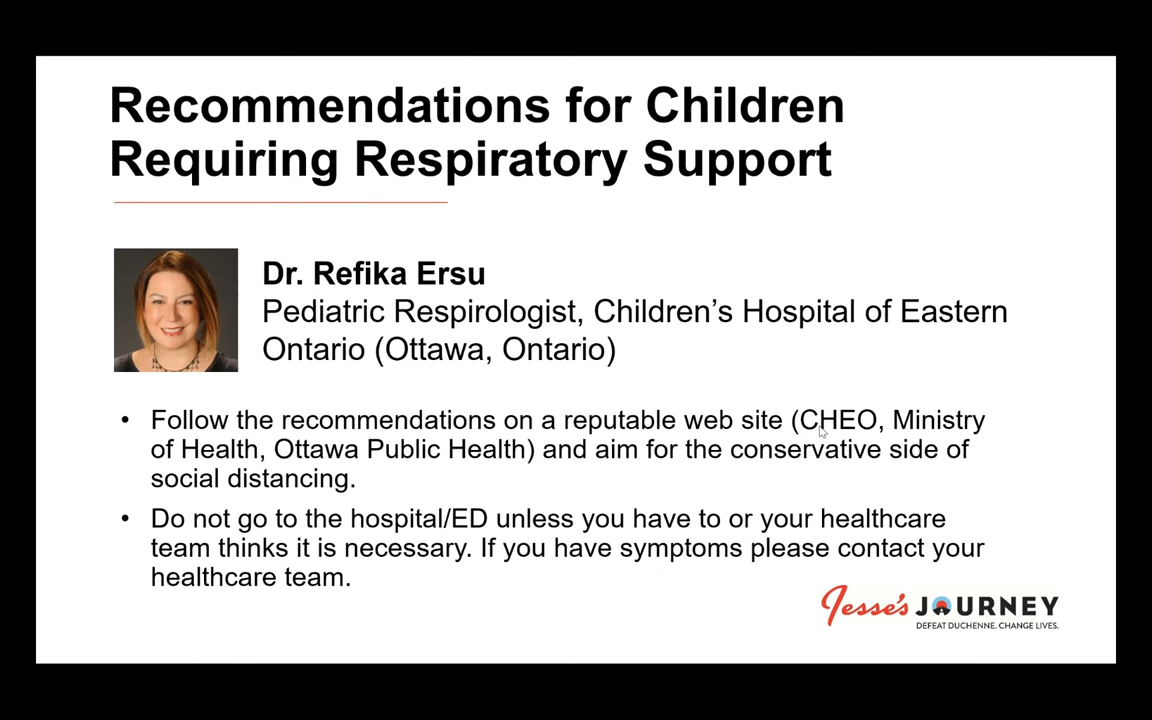 Recommendations for Children
Requiring Respiratory Support
Dr. Refika Ersu
Pediatric Respirologist, Children’s Hospital of Eastern
Ontario (Ottawa, Ontario)
• Follow the recommendations on a reputable web site (CHEO, Ministry
of Health, Ottawa Public Health) and aim for the conservative side of
social distancing.
• Do not go to the hospital/ED unless you have to or your healthcare
team thinks it is necessary. If you have symptoms please contact your
healthcare team.
Jesse's JOURNEY
DEFEAT DUCHENNE. CHANGE LIVES.